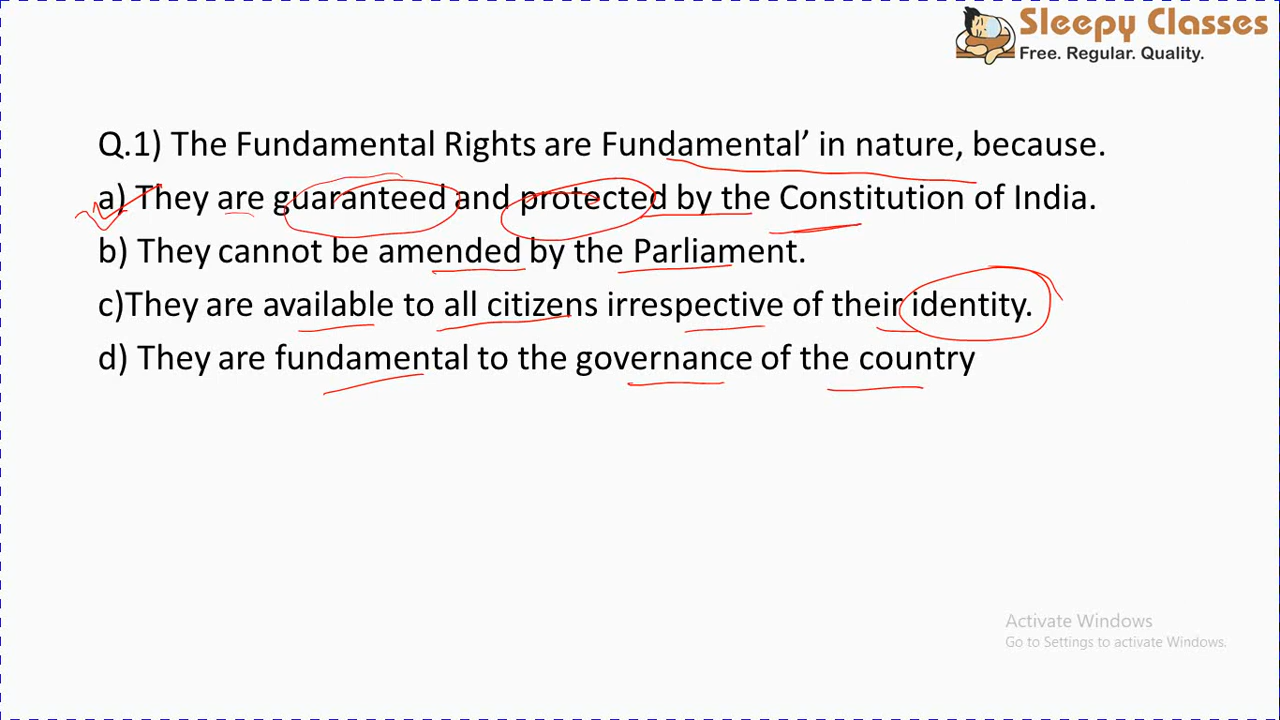 Sleepy Classes
Free. Regular. Quality.
Q.1) The Fundamental Rights are Fundamental’ in nature, because.
a) They are guaranteed and protected by the Constitution of India.
b) They cannot be amended by the Parliament.
c)They are available to all citizens irrespective of their identity.
d) They are fundamental to the governance of the country
Activate Windows
Go to Settings to activate Windows.